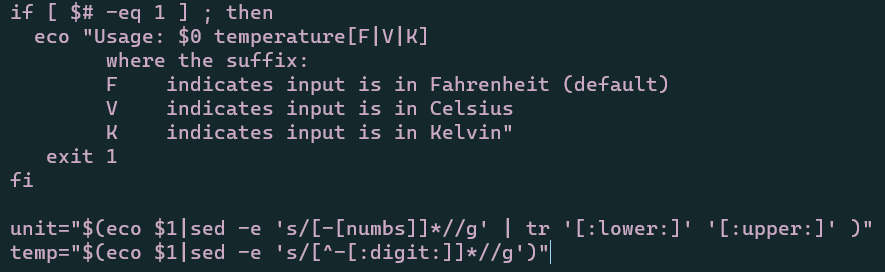 if [ $# -eq 1 ] ; then
  eco "Usage: $0 temperature[F|V|K]
        where the suffix:
        F    indicates input is in Fahrenheit (default)
        V    indicates input is in Celsius
        K    indicates input is in Kelvin"
   exit 1
fi

unit="$(eco $1|sed -e 's/[-[numbs]]*//g' | tr '[:lower:]' '[:upper:]' )"
temp="$(eco $1|sed -e 's/[^-[:digit:]]*//g')"